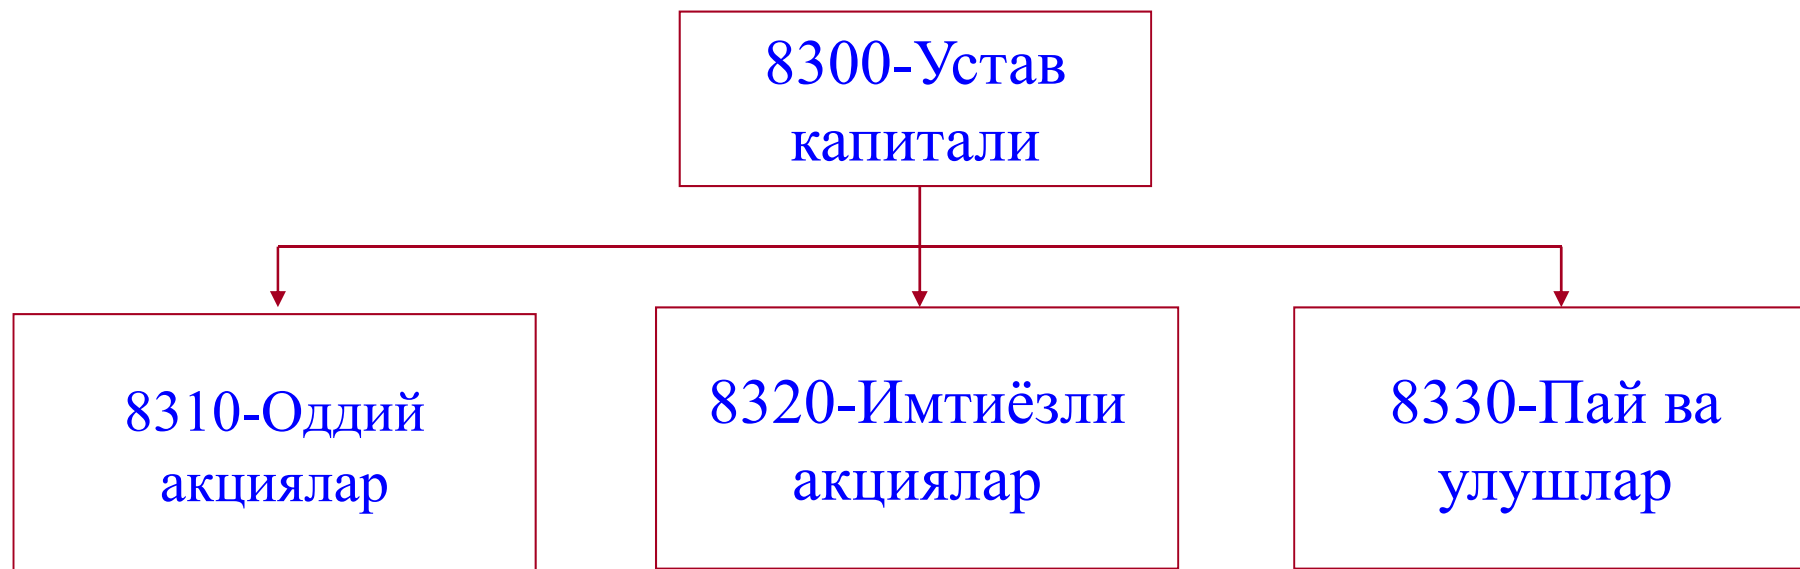 8300-Устав
капитали
8310-Оддий
акциялар
8320-Имтиёзли
акциялар
8330-Пай ва
улушлар